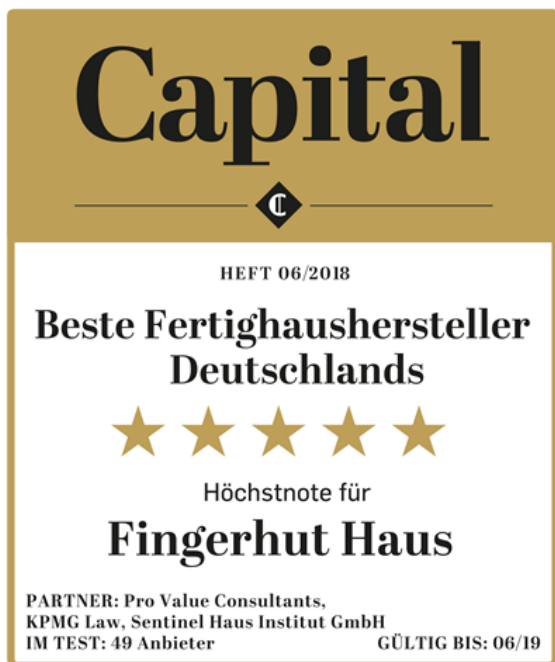 Capital
C
HEFT 06/2018
Beste Fertighaushersteller
Deutschlands
Höchstnote für
Fingerhut Haus
PARTNER: Pro Value Consultants,
KPMG Law, Sentinel Haus Institut GmbH
IM TEST: 49 Anbieter GÜLTIG BIS: 06/19